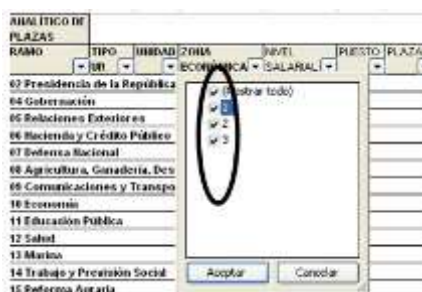 ANALÍTICO DE
PLAZAS
RAMO TIPO UNIDAD ZONA NIVEL PUESTO PLAZA
UR ECONÓMICA SALARIAL
02 Presidencia de la República
04 Gobernación
(Mostrar todo)
05 Relaciones Exteriores
1
06 Hacienda y Crédito Público
2
07 Defensa Nacional
3
08 Agricultura, Ganadería, Des
09 Comunicaciones y Transpo
10 Economía
11 Educación Pública
12 Salud
13 Marina
14 Trabajo y Previsión Social
Aceptar Cancelar
15 Reforma Agraria